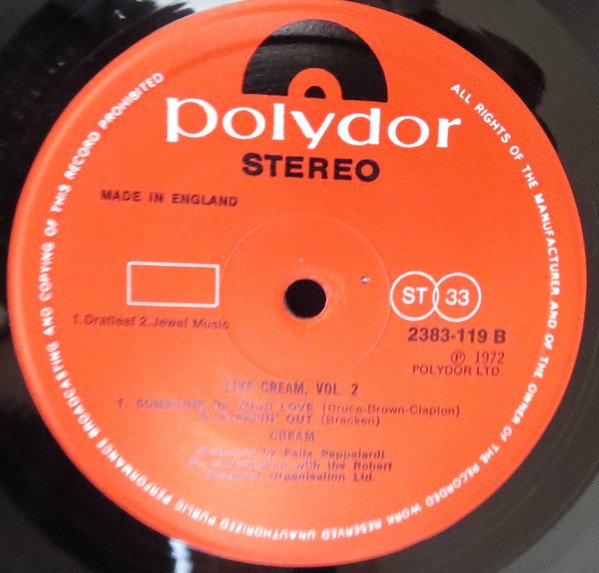 polydor
STEREO
MADE IN ENGLAND
ST 33
1.Dratleaf 2.Jewel Music
2383-119 B
Ⓟ 1972
POLYDOR LTD.
LIVE CREAM, VOL. 2
1. SUNSHINE OF YOUR LOVE (Bruce-Brown-Clapton)
2. STEPPIN' OUT (Bracken)
CREAM
Produced by Felix Pappalardi
by arrangement with the Robert
Stigwood Organisation Ltd.
ALL RIGHTS OF THE MANUFACTURER AND OF THE OWNER OF THE RECORDED WORK RESERVED UNAUTHORIZED PUBLIC PERFORMANCE BROADCASTING AND COPYING OF THIS RECORD PROHIBITED